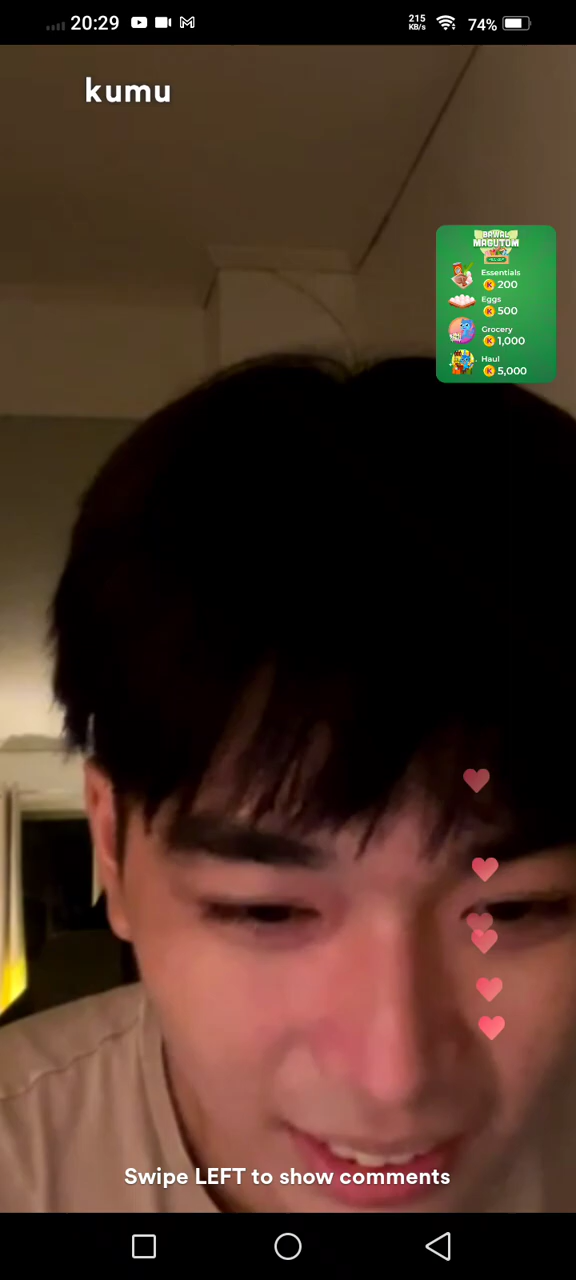 20:29
215
KB/s
74%
kumu
BAWAL
MAGUTOM
Essentials
K 200
Eggs
K 500
Grocery
K 1,000
Haul
K 5,000
Swipe LEFT to show comments